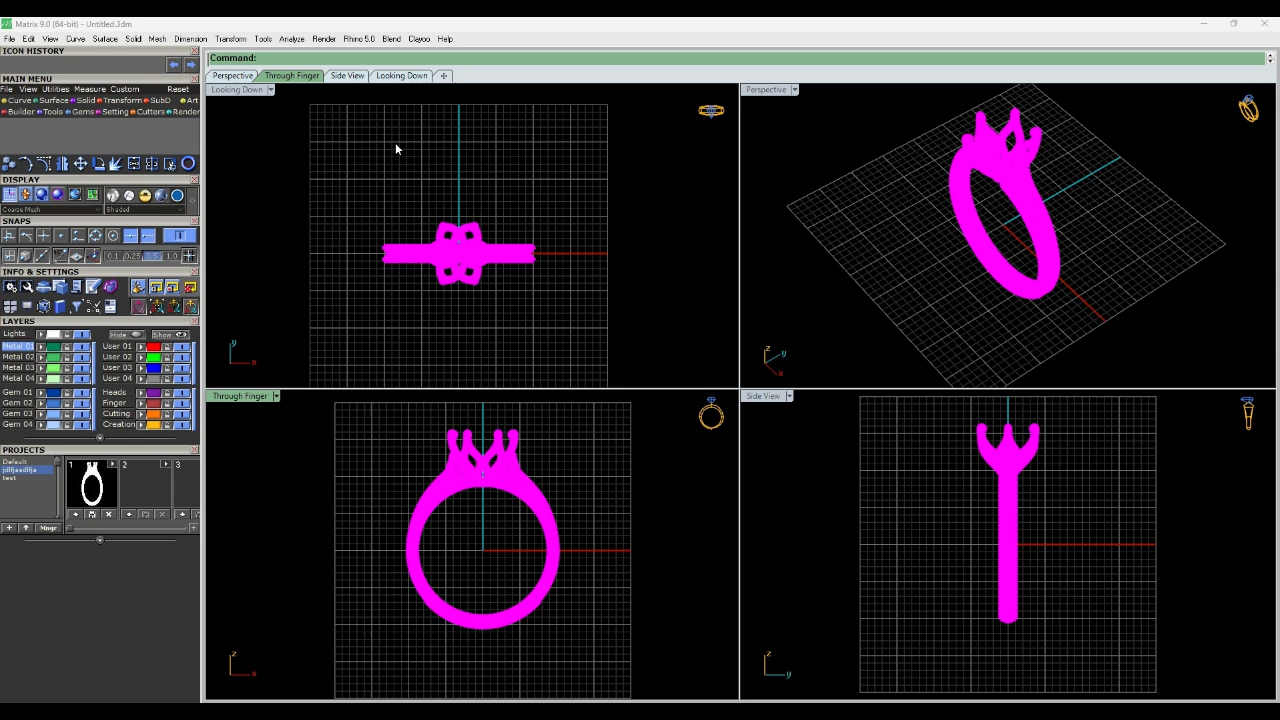 Matrix 9.0 (64-bit) - Untitled.3dm
File Edit View Curve Surface Solid Mesh Dimension Transform Tools Analyze Render Rhino 5.0 Blend Clayoo Help
ICON HISTORY
Command:
Perspective Through Finger Side View Looking Down
MAIN MENU
File View Utilities Measure Custom Reset
Curve Surface Solid Transform SubD Art
Builder Tools Gems Setting Cutters Render
Looking Down
Perspective
DISPLAY
Coarse Mesh Shaded
SNAPS
0.1 0.25 0.5 1.0
INFO & SETTINGS
LAYERS
Lights Hide Show
Metal 01 User 01
Metal 02 User 02
Metal 03 User 03
Metal 04 User 04
Gem 01 Heads
Gem 02 Finger
Gem 03 Cutting
Gem 04 Creation
y
x
z
y
x
Through Finger
Side View
PROJECTS
Default
jdlfjasdlfja
test
1 2 3
Mngr
z
x
z
y